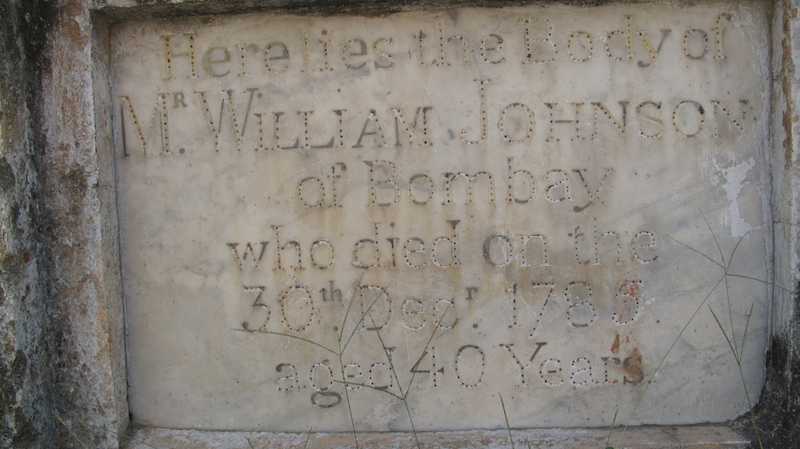 Here lies the Body of
Mʳ. William Johnson
of Bombay
who died on the
30ᵗʰ. Decʳ. 1785.
aged 40 Years